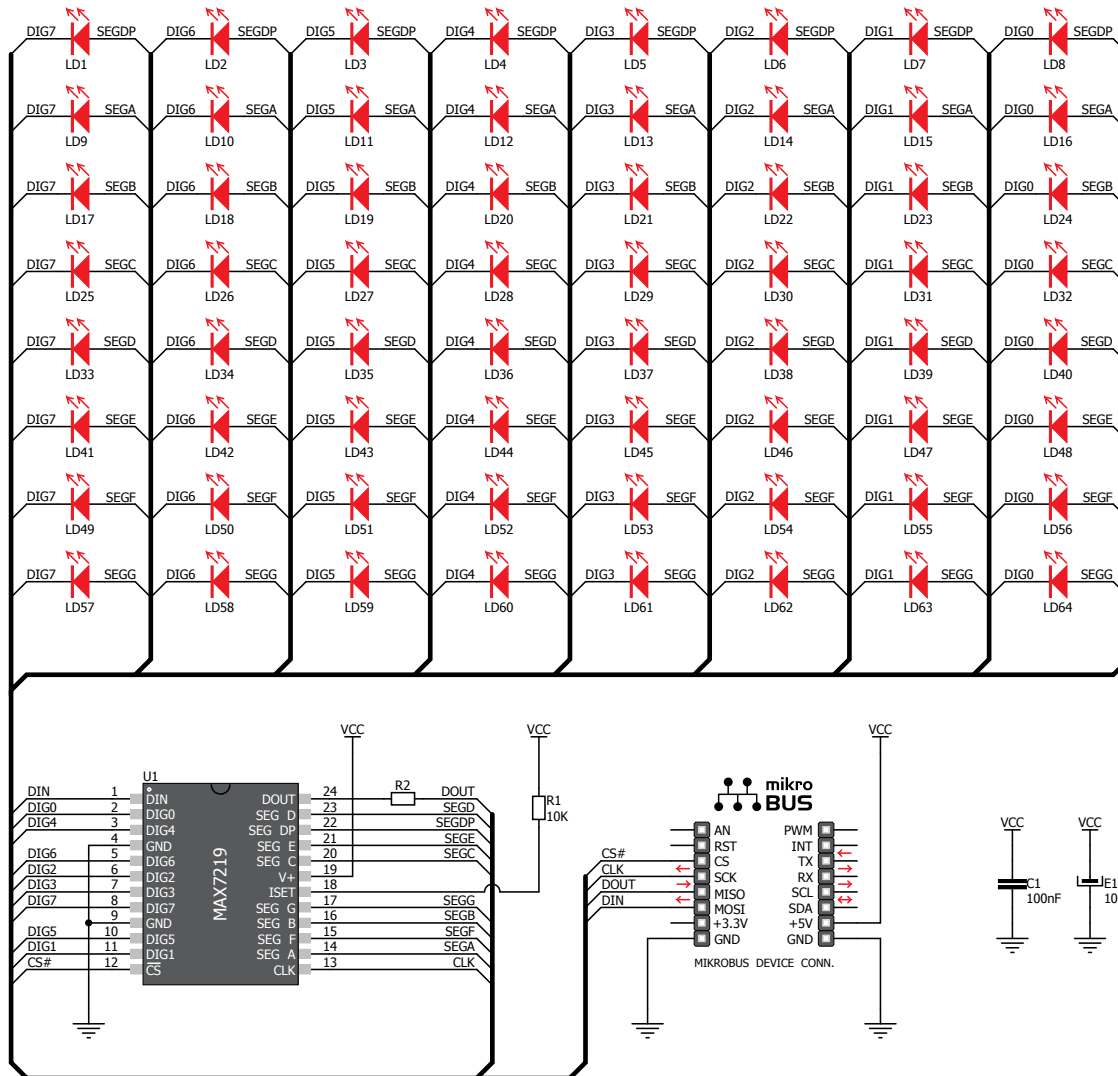 DIG7 SEGDP DIG6 SEGDP DIG5 SEGDP DIG4 SEGDP DIG3 SEGDP DIG2 SEGDP DIG1 SEGDP DIG0 SEGDP
LD1 LD2 LD3 LD4 LD5 LD6 LD7 LD8
DIG7 SEGA DIG6 SEGA DIG5 SEGA DIG4 SEGA DIG3 SEGA DIG2 SEGA DIG1 SEGA DIG0 SEGA
LD9 LD10 LD11 LD12 LD13 LD14 LD15 LD16
DIG7 SEGB DIG6 SEGB DIG5 SEGB DIG4 SEGB DIG3 SEGB DIG2 SEGB DIG1 SEGB DIG0 SEGB
LD17 LD18 LD19 LD20 LD21 LD22 LD23 LD24
DIG7 SEGC DIG6 SEGC DIG5 SEGC DIG4 SEGC DIG3 SEGC DIG2 SEGC DIG1 SEGC DIG0 SEGC
LD25 LD26 LD27 LD28 LD29 LD30 LD31 LD32
DIG7 SEGD DIG6 SEGD DIG5 SEGD DIG4 SEGD DIG3 SEGD DIG2 SEGD DIG1 SEGD DIG0 SEGD
LD33 LD34 LD35 LD36 LD37 LD38 LD39 LD40
DIG7 SEGE DIG6 SEGE DIG5 SEGE DIG4 SEGE DIG3 SEGE DIG2 SEGE DIG1 SEGE DIG0 SEGE
LD41 LD42 LD43 LD44 LD45 LD46 LD47 LD48
DIG7 SEGF DIG6 SEGF DIG5 SEGF DIG4 SEGF DIG3 SEGF DIG2 SEGF DIG1 SEGF DIG0 SEGF
LD49 LD50 LD51 LD52 LD53 LD54 LD55 LD56
DIG7 SEGG DIG6 SEGG DIG5 SEGG DIG4 SEGG DIG3 SEGG DIG2 SEGG DIG1 SEGG DIG0 SEGG
LD57 LD58 LD59 LD60 LD61 LD62 LD63 LD64
VCC VCC VCC
U1
MAX7219
DIN 1 DIN DOUT 24 R2 DOUT
DIG0 2 DIG0 SEG D 23 SEGD
DIG4 3 DIG4 SEG DP 22 SEGDP
4 GND SEG E 21 SEGE
DIG6 5 DIG6 SEG C 20 SEGC
DIG2 6 DIG2 V+ 19
DIG3 7 DIG3 ISET 18
DIG7 8 DIG7 SEG G 17 SEGG
9 GND SEG B 16 SEGB
DIG5 10 DIG5 SEG F 15 SEGF
DIG1 11 DIG1 SEG A 14 SEGA
CS# 12 CS CLK 13 CLK
R1
10K
mikro
BUS
AN PWM
RST INT
CS# CS TX
CLK SCK RX
DOUT MISO SCL
DIN MOSI SDA
+3.3V +5V
GND GND
MIKROBUS DEVICE CONN.
VCC VCC
C1
100nF
E1
10